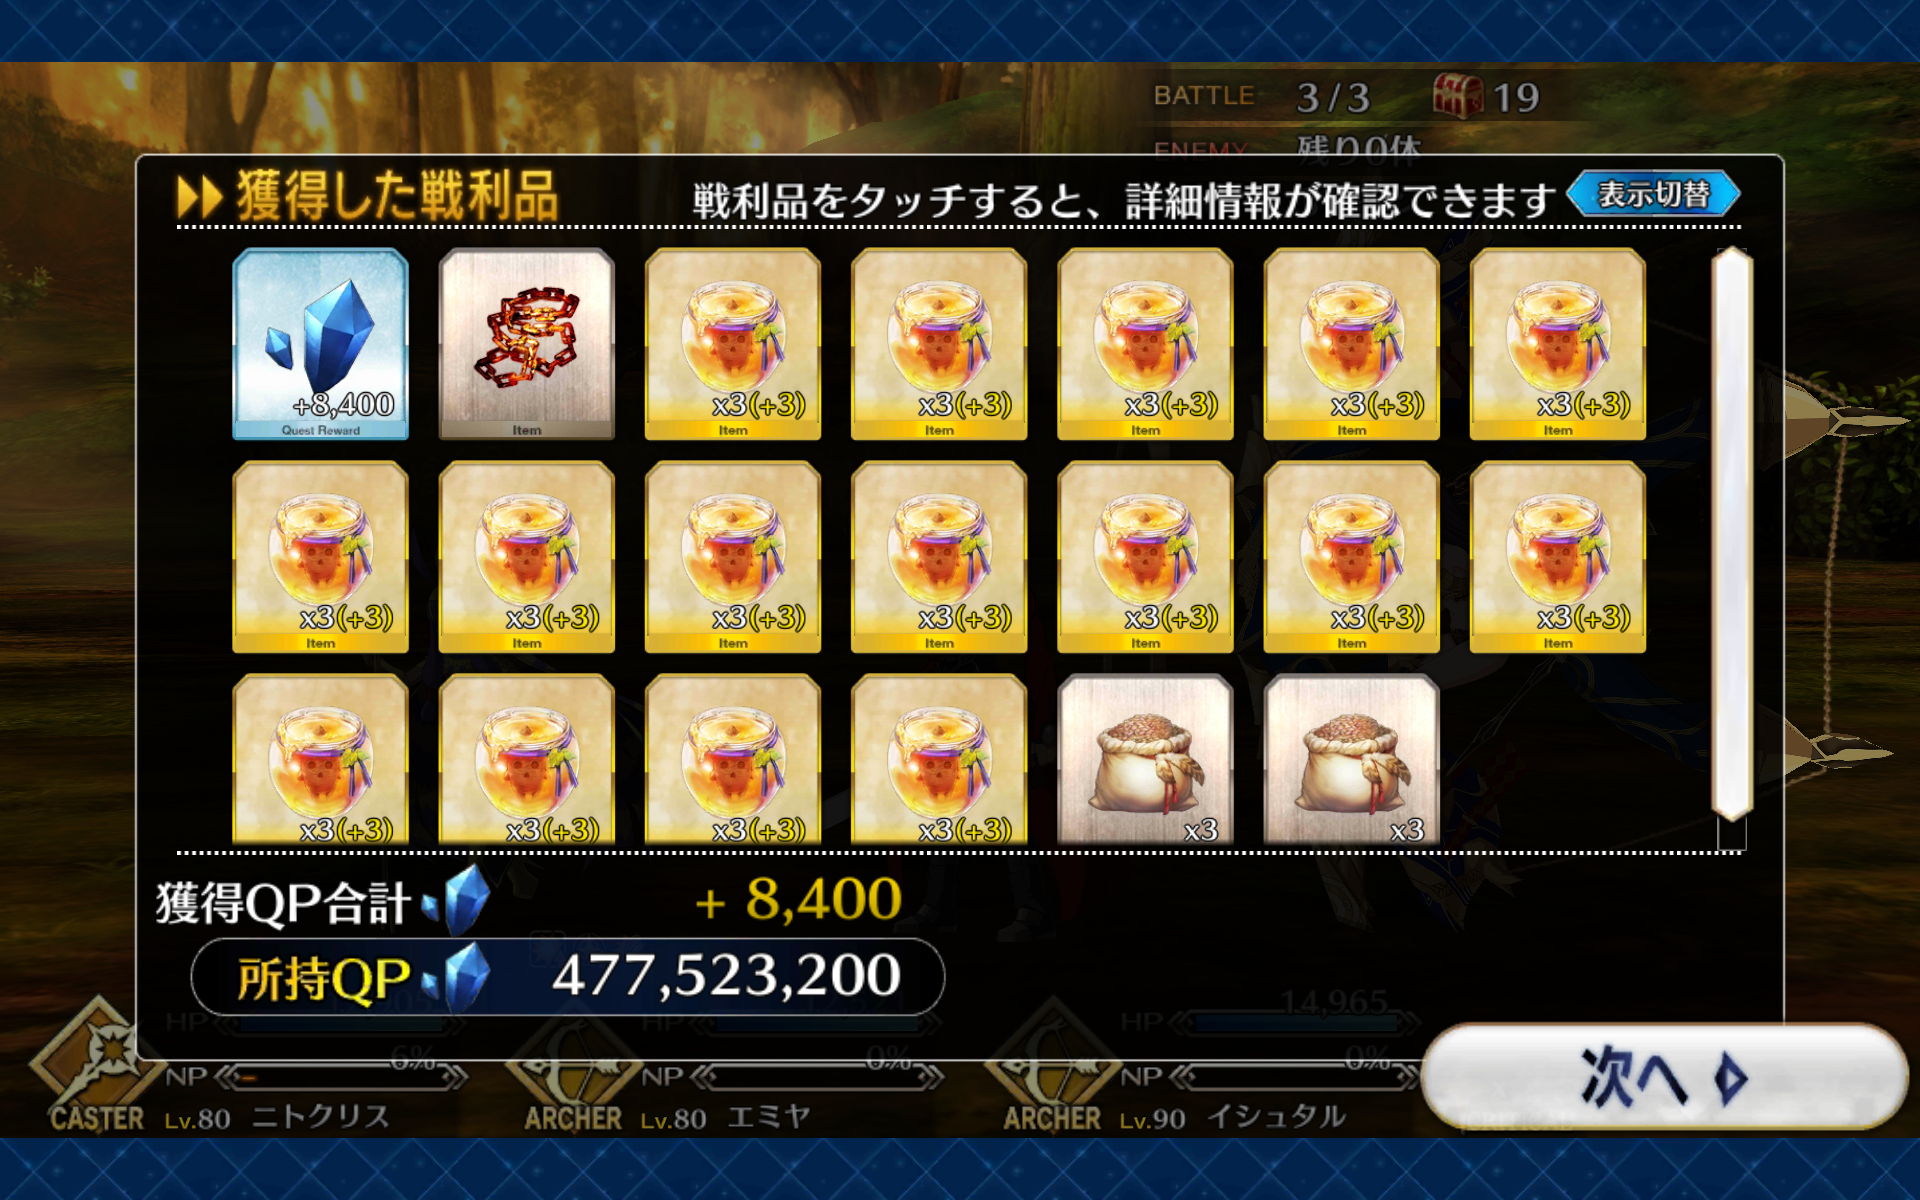 BATTLE 3/3 19
ENEMY 残り0体
獲得した戦利品 戦利品をタッチすると、詳細情報が確認できます 表示切替
+8,400 x3(+3) x3(+3) x3(+3) x3(+3) x3(+3)
Quest Reward Item Item Item Item Item Item
x3(+3) x3(+3) x3(+3) x3(+3) x3(+3) x3(+3) x3(+3)
Item Item Item Item Item Item Item
x3(+3) x3(+3) x3(+3) x3(+3) x3 x3
獲得QP合計 + 8,400
所持QP 477,523,200
HP HP HP 14,965
NP 6% NP 0% NP 0%
次へ
CASTER Lv.80 ニトクリス ARCHER Lv.80 エミヤ ARCHER Lv.90 イシュタル